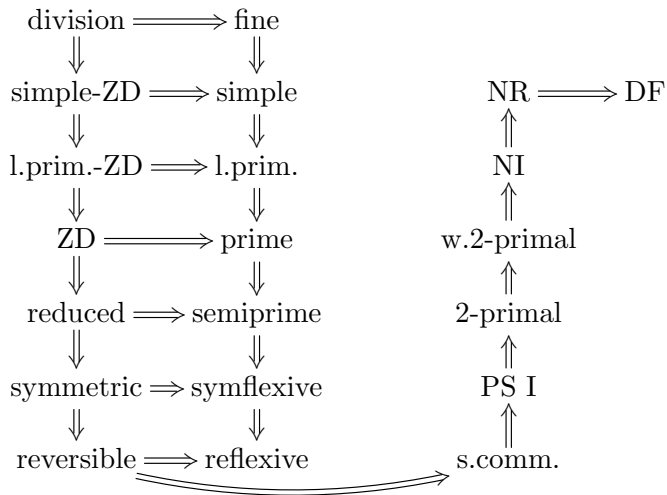 division fine
simple-ZD simple NR DF
l.prim.-ZD l.prim. NI
ZD prime w.2-primal
reduced semiprime 2-primal
symmetric symflexive PS I
reversible reflexive s.comm.